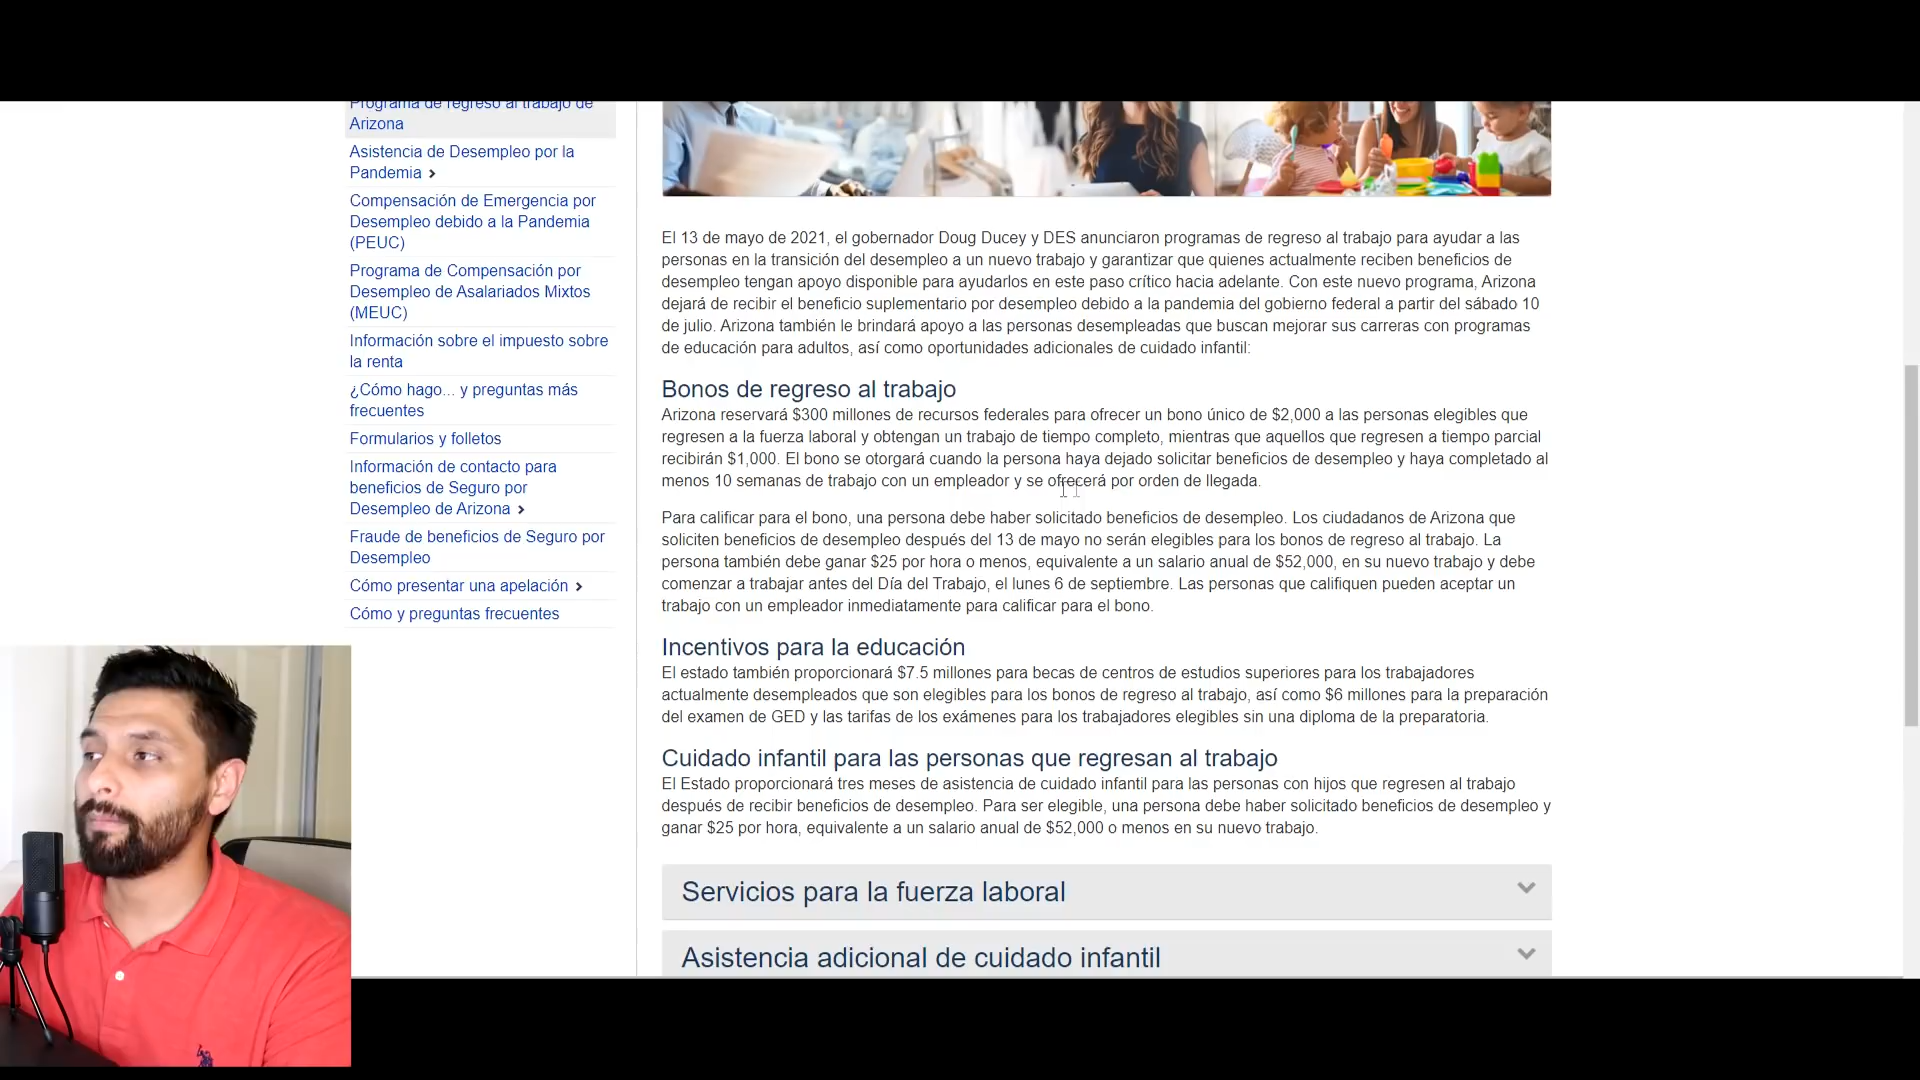 Programa de regreso al trabajo de
Arizona
Asistencia de Desempleo por la
Pandemia
Compensación de Emergencia por
Desempleo debido a la Pandemia
(PEUC)
Programa de Compensación por
Desempleo de Asalariados Mixtos
(MEUC)
Información sobre el impuesto sobre
la renta
¿Cómo hago... y preguntas más
frecuentes
Formularios y folletos
Información de contacto para
beneficios de Seguro por
Desempleo de Arizona
Fraude de beneficios de Seguro por
Desempleo
Cómo presentar una apelación
Cómo y preguntas frecuentes
El 13 de mayo de 2021, el gobernador Doug Ducey y DES anunciaron programas de regreso al trabajo para ayudar a las
personas en la transición del desempleo a un nuevo trabajo y garantizar que quienes actualmente reciben beneficios de
desempleo tengan apoyo disponible para ayudarlos en este paso crítico hacia adelante. Con este nuevo programa, Arizona
dejará de recibir el beneficio suplementario por desempleo debido a la pandemia del gobierno federal a partir del sábado 10
de julio. Arizona también le brindará apoyo a las personas desempleadas que buscan mejorar sus carreras con programas
de educación para adultos, así como oportunidades adicionales de cuidado infantil:
Bonos de regreso al trabajo
Arizona reservará $300 millones de recursos federales para ofrecer un bono único de $2,000 a las personas elegibles que
regresen a la fuerza laboral y obtengan un trabajo de tiempo completo, mientras que aquellos que regresen a tiempo parcial
recibirán $1,000. El bono se otorgará cuando la persona haya dejado solicitar beneficios de desempleo y haya completado al
menos 10 semanas de trabajo con un empleador y se ofrecerá por orden de llegada.
Para calificar para el bono, una persona debe haber solicitado beneficios de desempleo. Los ciudadanos de Arizona que
soliciten beneficios de desempleo después del 13 de mayo no serán elegibles para los bonos de regreso al trabajo. La
persona también debe ganar $25 por hora o menos, equivalente a un salario anual de $52,000, en su nuevo trabajo y debe
comenzar a trabajar antes del Día del Trabajo, el lunes 6 de septiembre. Las personas que califiquen pueden aceptar un
trabajo con un empleador inmediatamente para calificar para el bono.
Incentivos para la educación
El estado también proporcionará $7.5 millones para becas de centros de estudios superiores para los trabajadores
actualmente desempleados que son elegibles para los bonos de regreso al trabajo, así como $6 millones para la preparación
del examen de GED y las tarifas de los exámenes para los trabajadores elegibles sin una diploma de la preparatoria.
Cuidado infantil para las personas que regresan al trabajo
El Estado proporcionará tres meses de asistencia de cuidado infantil para las personas con hijos que regresen al trabajo
después de recibir beneficios de desempleo. Para ser elegible, una persona debe haber solicitado beneficios de desempleo y
ganar $25 por hora, equivalente a un salario anual de $52,000 o menos en su nuevo trabajo.
Servicios para la fuerza laboral
Asistencia adicional de cuidado infantil